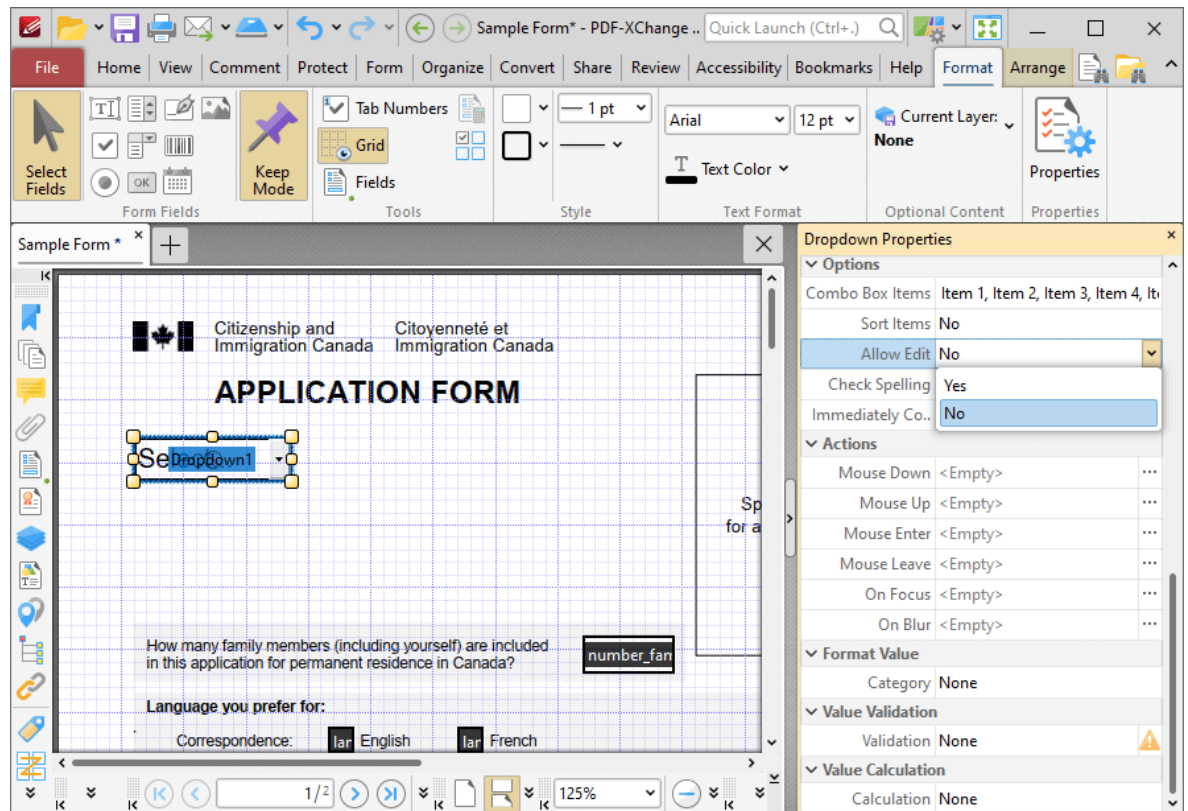 Sample Form* - PDF-XChange ..
Quick Launch (Ctrl+.)
File Home View Comment Protect Form Organize Convert Share Review Accessibility Bookmarks Help Format Arrange
Select Fields
OK
Keep Mode
Form Fields
Tab Numbers
Grid
Fields
Tools
1 pt
Style
Arial
12 pt
Text Color
Text Format
Current Layer:
None
Optional Content
Properties
Properties
Sample Form *
Citizenship and
Immigration Canada
Citoyenneté et
Immigration Canada
APPLICATION FORM
Dropdown1
Sp
for a
How many family members (including yourself) are included
in this application for permanent residence in Canada?
number_fam
Language you prefer for:
Correspondence: lar English lar French
1/2
125%
Dropdown Properties
Options
Combo Box Items Item 1, Item 2, Item 3, Item 4, It
Sort Items No
Allow Edit No
Check Spelling
Yes
Immediately Co..
No
Actions
Mouse Down <Empty>
Mouse Up <Empty>
Mouse Enter <Empty>
Mouse Leave <Empty>
On Focus <Empty>
On Blur <Empty>
Format Value
Category None
Value Validation
Validation None
Value Calculation
Calculation None